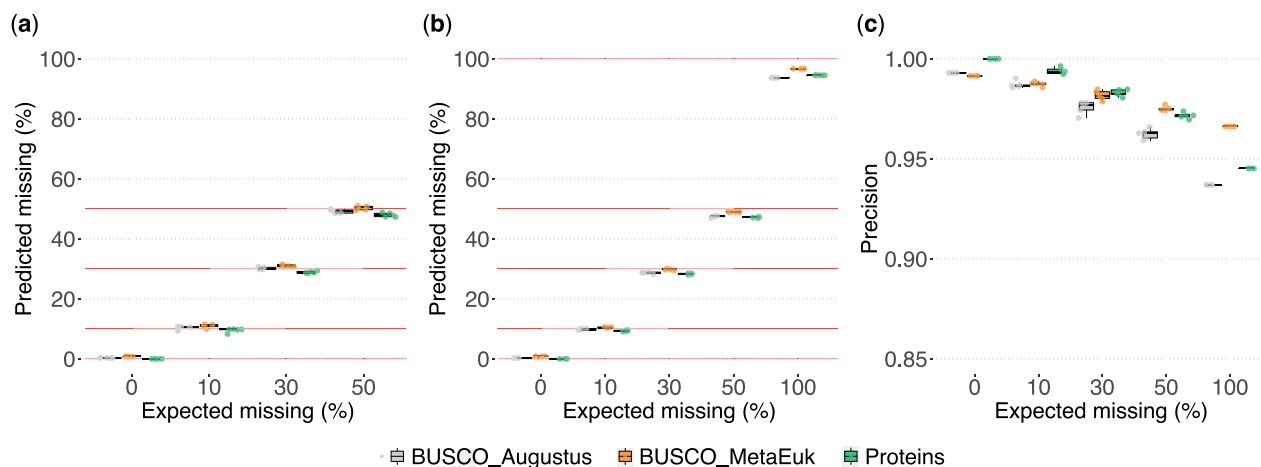 (a)
Predicted missing (%)
100
80
60
40
20
0
0 10 30 50
Expected missing (%)
(b)
Predicted missing (%)
100
80
60
40
20
0
0 10 30 50 100
Expected missing (%)
(c)
Precision
1.00
0.95
0.90
0.85
0 10 30 50 100
Expected missing (%)
BUSCO_Augustus BUSCO_MetaEuk Proteins